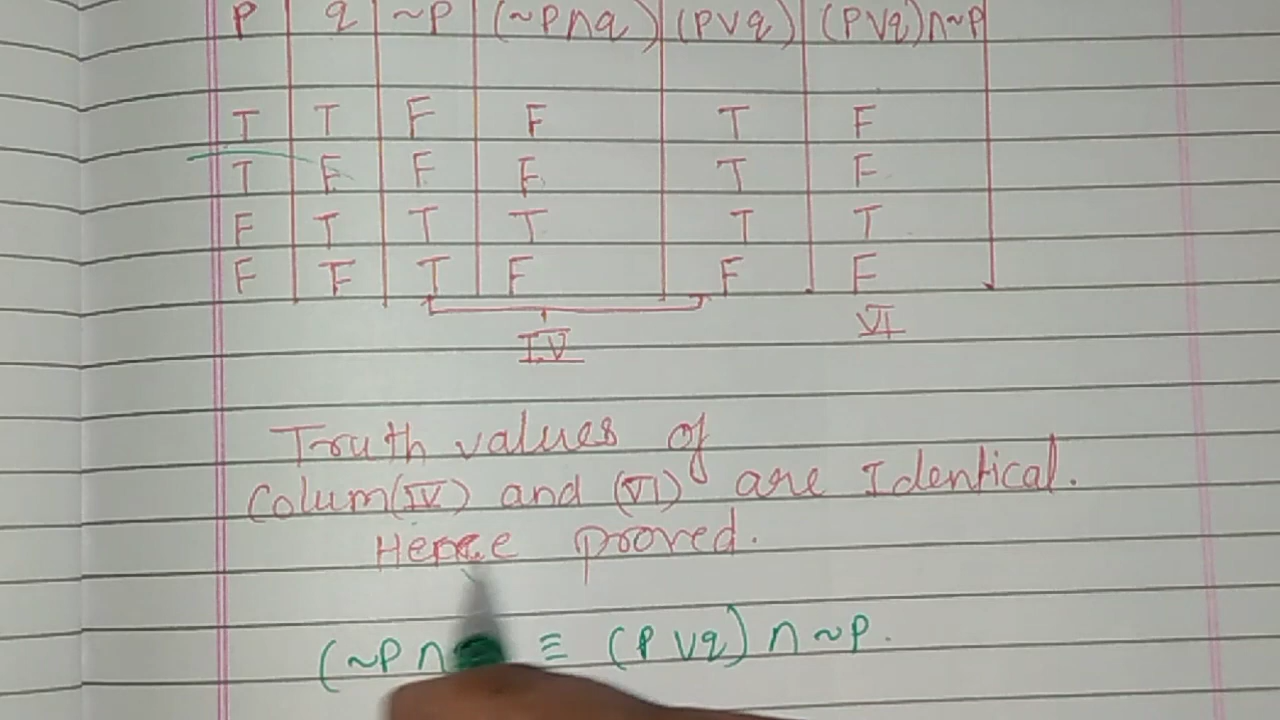 p q ~p (~p∩q) (p∨q) (p∨q)∩~p
T T F F T F
T F F F T F
F T T T T T
F F T F F F
IV VI
Truth values of
Colum(IV) and (VI) are Identical.
Hence proved.
(~p∩ ≡ (p∨q)∩~p.